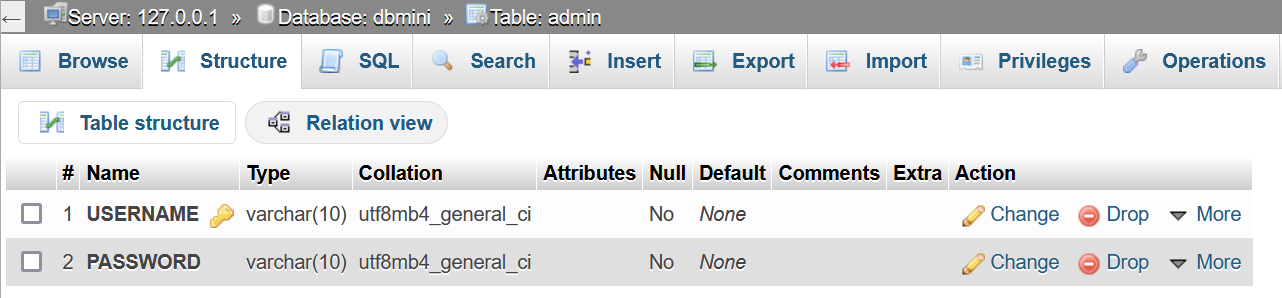 ← Server: 127.0.0.1 » Database: dbmini » Table: admin
Browse Structure SQL Search Insert Export Import Privileges Operations
Table structure Relation view
# Name Type Collation Attributes Null Default Comments Extra Action
1 USERNAME varchar(10) utf8mb4_general_ci No None Change Drop More
2 PASSWORD varchar(10) utf8mb4_general_ci No None Change Drop More